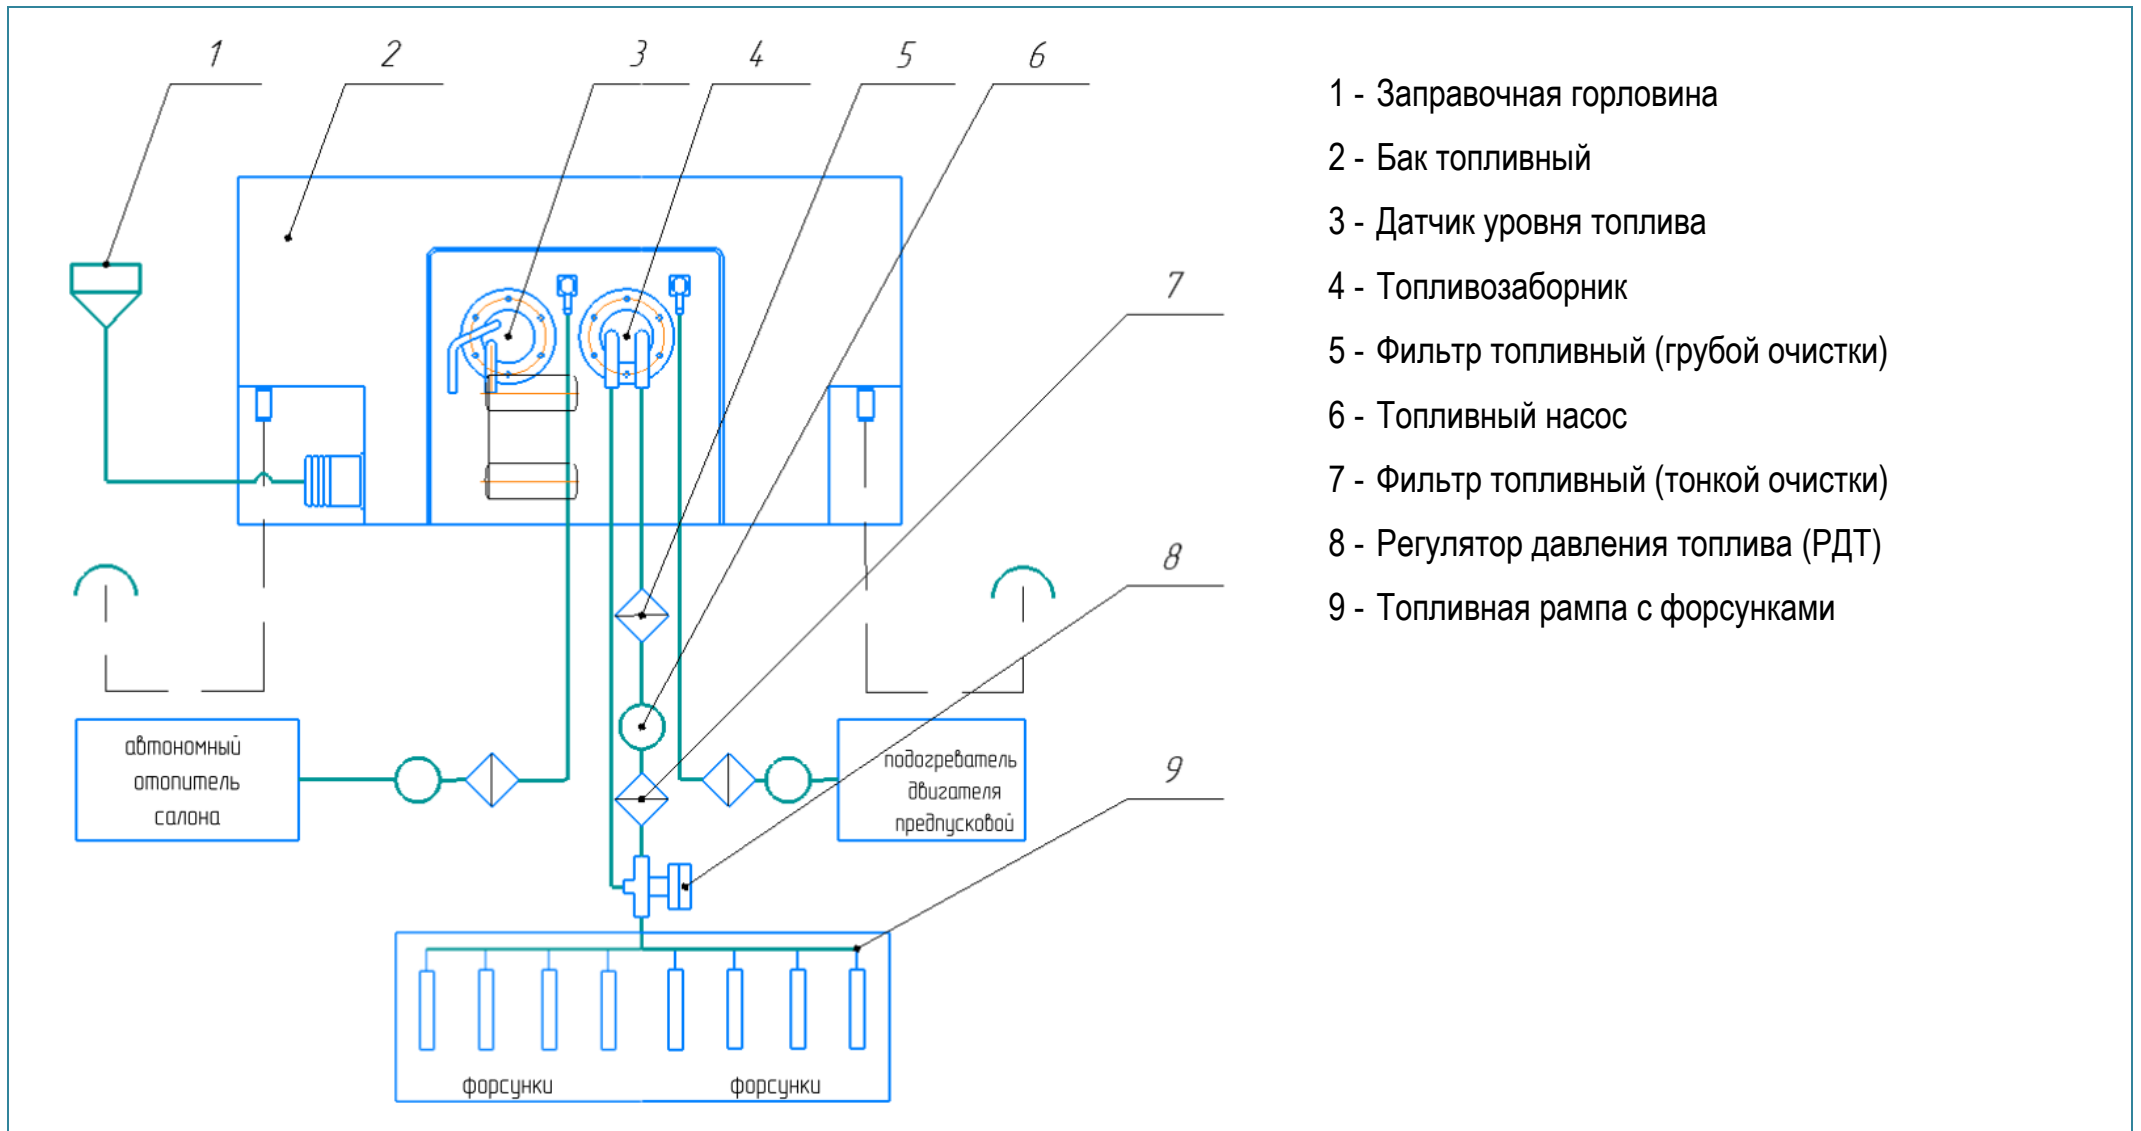 1
2
3
4
5
6
7
8
9
1 - Заправочная горловина
2 - Бак топливный
3 - Датчик уровня топлива
4 - Топливозаборник
5 - Фильтр топливный (грубой очистки)
6 - Топливный насос
7 - Фильтр топливный (тонкой очистки)
8 - Регулятор давления топлива (РДТ)
9 - Топливная рампа с форсунками
автономный
отопитель
салона
подогреватель
двигателя
предпусковой
форсунки
форсунки